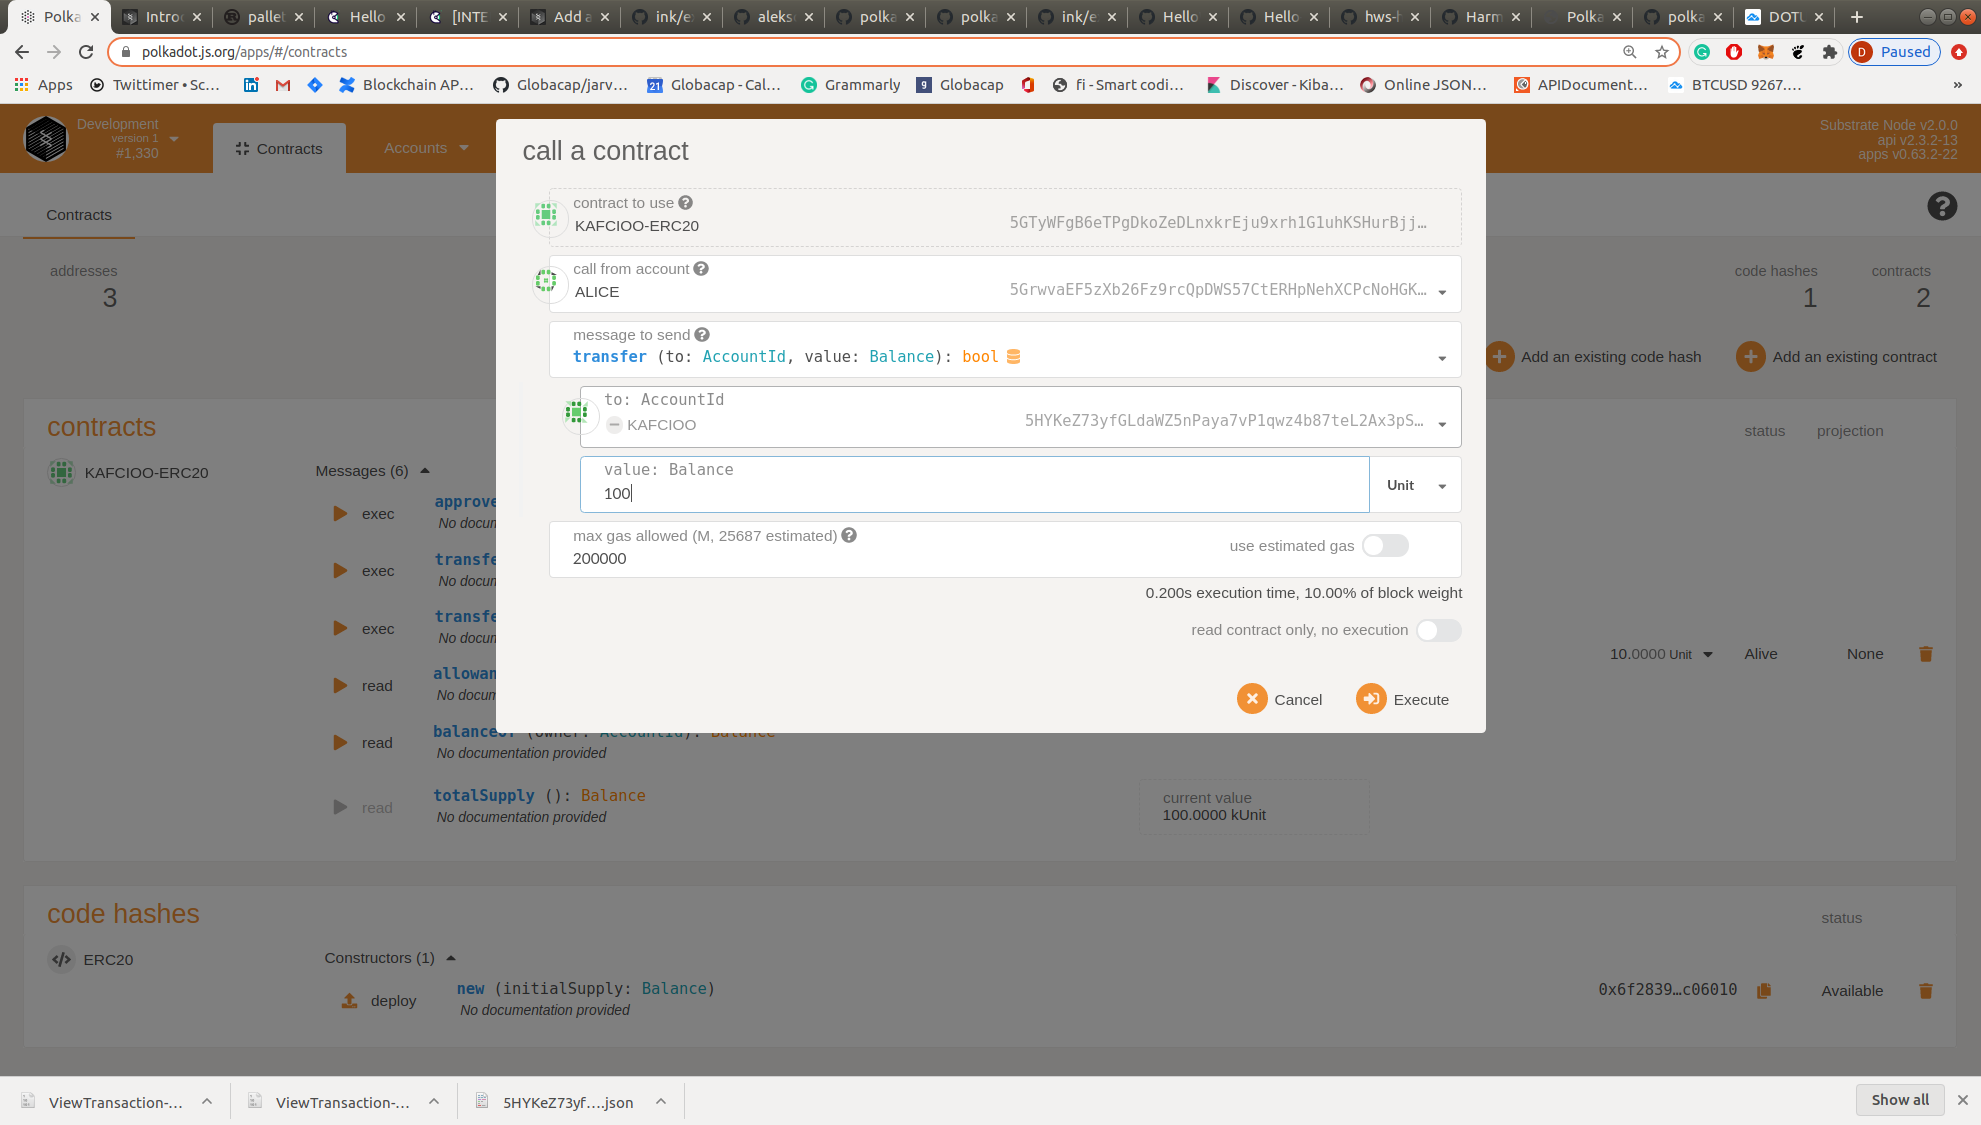 Polka
Introd
pallet
Hello
[INTE
Add a
ink/e
aleks
polka
polka
ink/e
Hello
Hello
hws-h
Harm
Polka
polka
DOTU
polkadot.js.org/apps/#/contracts
D Paused
Apps
Twittimer • Sc...
Blockchain AP...
Globacap/jarv...
21 Globacap - Cal...
Grammarly
g Globacap
fi - Smart codi...
Discover - Kiba...
Online JSON...
APIDocument...
BTCUSD 9267....
»
Development
version 1
#1,330
Contracts
Accounts
Substrate Node v2.0.0
api v2.3.2-13
apps v0.63.2-22
Contracts
addresses
3
code hashes
1
contracts
2
Add an existing code hash
Add an existing contract
call a contract
contract to use
KAFCIOO-ERC20
5GTyWFgB6eTPgDkoZeDLnxkrEju9xrh1G1uhKSHurBjj…
call from account
ALICE
5GrwvaEF5zXb26Fz9rcQpDWS57CtERHpNehXCPcNoHGK…
message to send
transfer (to: AccountId, value: Balance): bool
to: AccountId
KAFCIOO
5HYKeZ73yfGLdaWZ5nPaya7vP1qwz4b87teL2Ax3pS…
value: Balance
100
Unit
max gas allowed (M, 25687 estimated)
200000
use estimated gas
0.200s execution time, 10.00% of block weight
read contract only, no execution
Cancel
Execute
contracts
status
projection
KAFCIOO-ERC20
Messages (6)
exec
approve
No docum
exec
transfe
No docum
exec
transfe
No docum
read
allowan
No docum
read
balanceOf (owner: AccountId): Balance
No documentation provided
read
totalSupply (): Balance
No documentation provided
current value
100.0000 kUnit
10.0000 Unit
Alive
None
code hashes
status
ERC20
Constructors (1)
deploy
new (initialSupply: Balance)
No documentation provided
0x6f2839…c06010
Available
ViewTransaction-....
ViewTransaction-....
5HYKeZ73yf....json
Show all